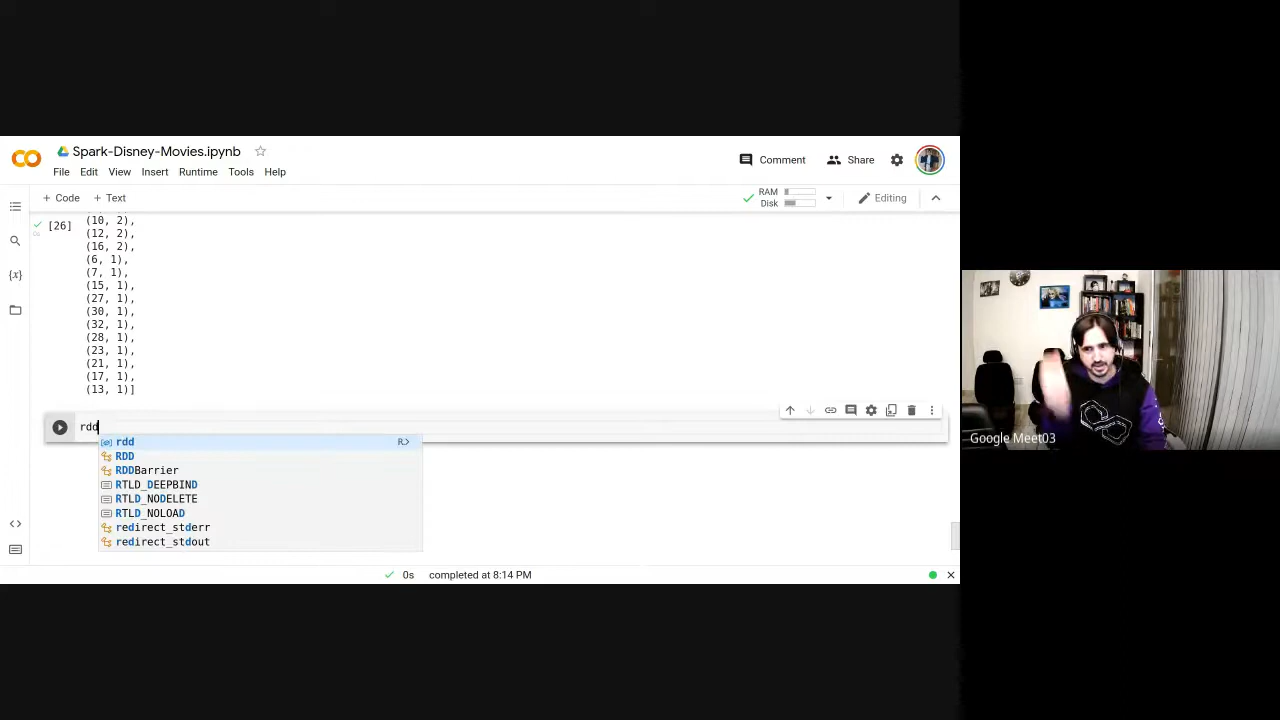 Spark-Disney-Movies.ipynb
Comment
Share
File Edit View Insert Runtime Tools Help
+ Code + Text
RAM
Disk
Editing
[26]
(10, 2),
(12, 2),
(16, 2),
(6, 1),
(7, 1),
(15, 1),
(27, 1),
(30, 1),
(32, 1),
(28, 1),
(23, 1),
(21, 1),
(17, 1),
(13, 1)]
rdd
rdd
RDD
RDDBarrier
RTLD_DEEPBIND
RTLD_NODELETE
RTLD_NOLOAD
redirect_stderr
redirect_stdout
0s completed at 8:14 PM
Google Meet03